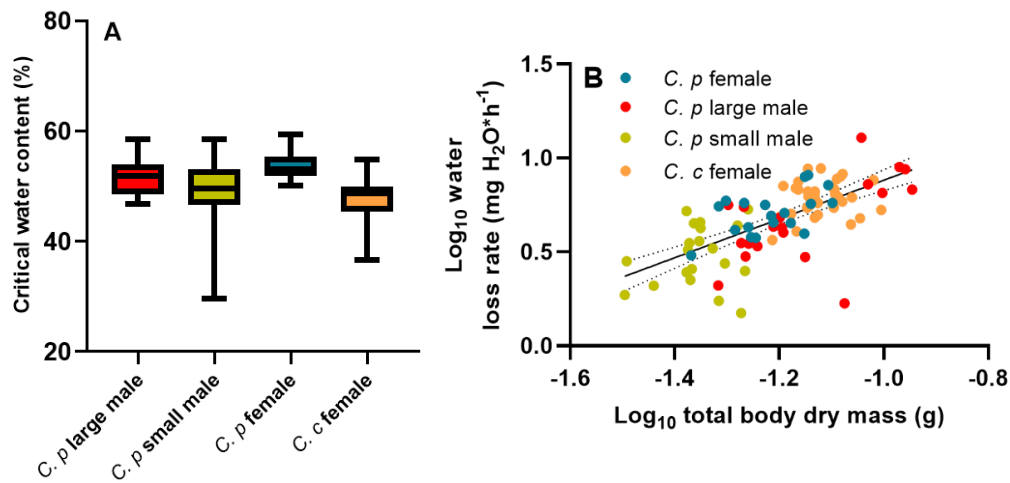 A
Critical water content (%)
80
60
40
20
C. p large male
C. p small male
C. p female
C. c female
B
C. p female
C. p large male
C. p small male
C. c female
Log₁₀ water
loss rate (mg H₂O*h⁻¹)
1.5
1.0
0.5
0.0
-1.6 -1.4 -1.2 -1.0 -0.8
Log₁₀ total body dry mass (g)